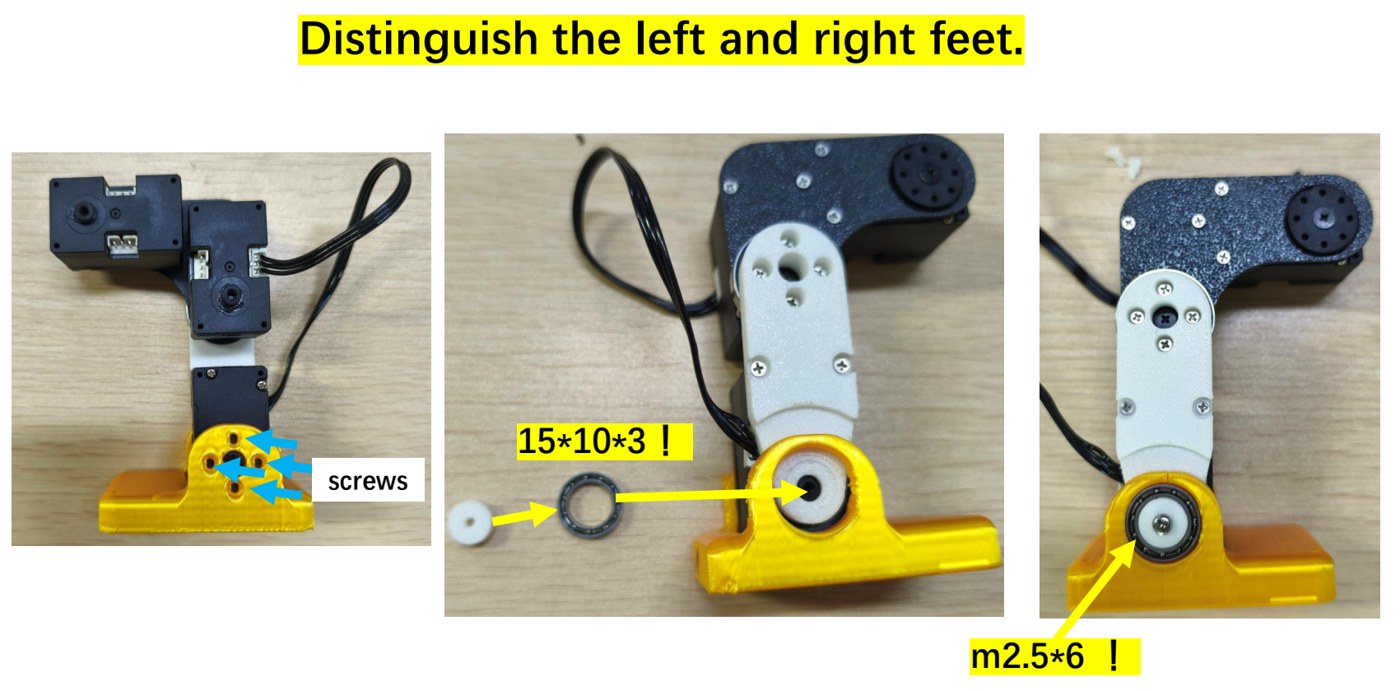 Distinguish the left and right feet.
15*10*3！
screws
m2.5*6 ！